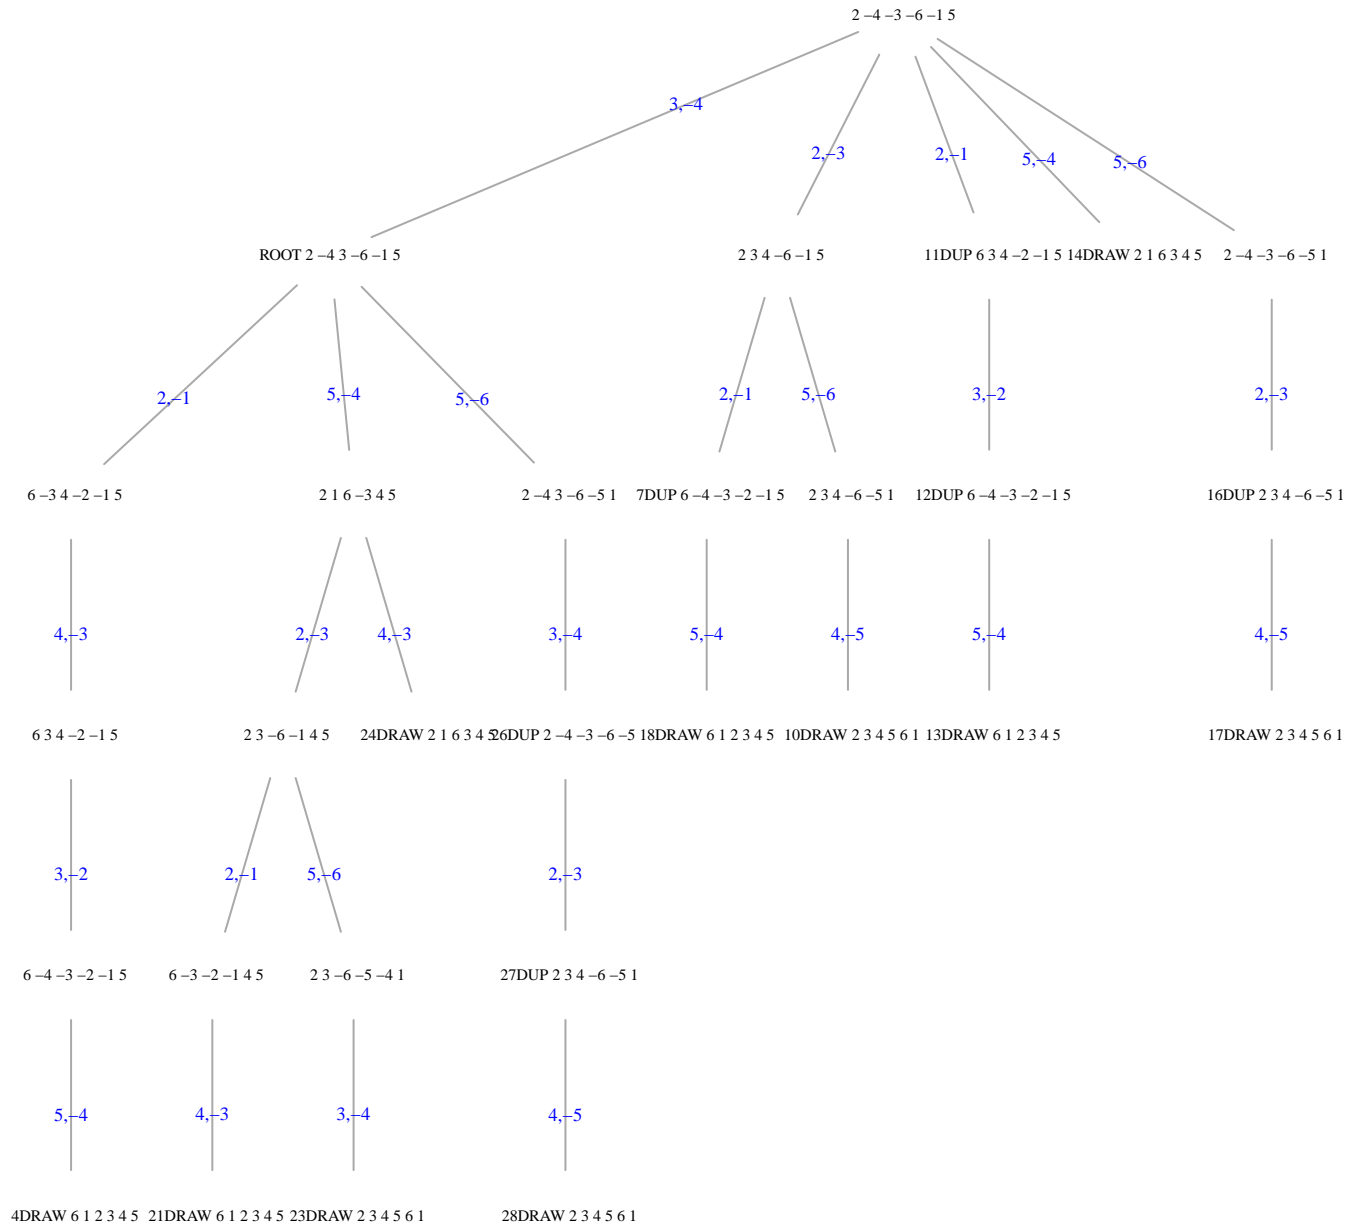 2 –4 –3 –6 –1 5
3,–4
2,–3
2,–1
5,–4
5,–6
ROOT 2 –4 3 –6 –1 5
2 3 4 –6 –1 5
11DUP 6 3 4 –2 –1 5
14DRAW 2 1 6 3 4 5
2 –4 –3 –6 –5 1
2,–1
5,–4
5,–6
2,–1
5,–6
3,–2
2,–3
6 –3 4 –2 –1 5
2 1 6 –3 4 5
2 –4 3 –6 –5 1
7DUP 6 –4 –3 –2 –1 5
2 3 4 –6 –5 1
12DUP 6 –4 –3 –2 –1 5
16DUP 2 3 4 –6 –5 1
4,–3
2,–3
4,–3
3,–4
5,–4
4,–5
5,–4
4,–5
6 3 4 –2 –1 5
2 3 –6 –1 4 5
24DRAW 2 1 6 3 4 5
26DUP 2 –4 –3 –6 –5
18DRAW 6 1 2 3 4 5
10DRAW 2 3 4 5 6 1
13DRAW 6 1 2 3 4 5
17DRAW 2 3 4 5 6 1
3,–2
2,–1
5,–6
2,–3
6 –4 –3 –2 –1 5
6 –3 –2 –1 4 5
2 3 –6 –5 –4 1
27DUP 2 3 4 –6 –5 1
5,–4
4,–3
3,–4
4,–5
4DRAW 6 1 2 3 4 5
21DRAW 6 1 2 3 4 5
23DRAW 2 3 4 5 6 1
28DRAW 2 3 4 5 6 1